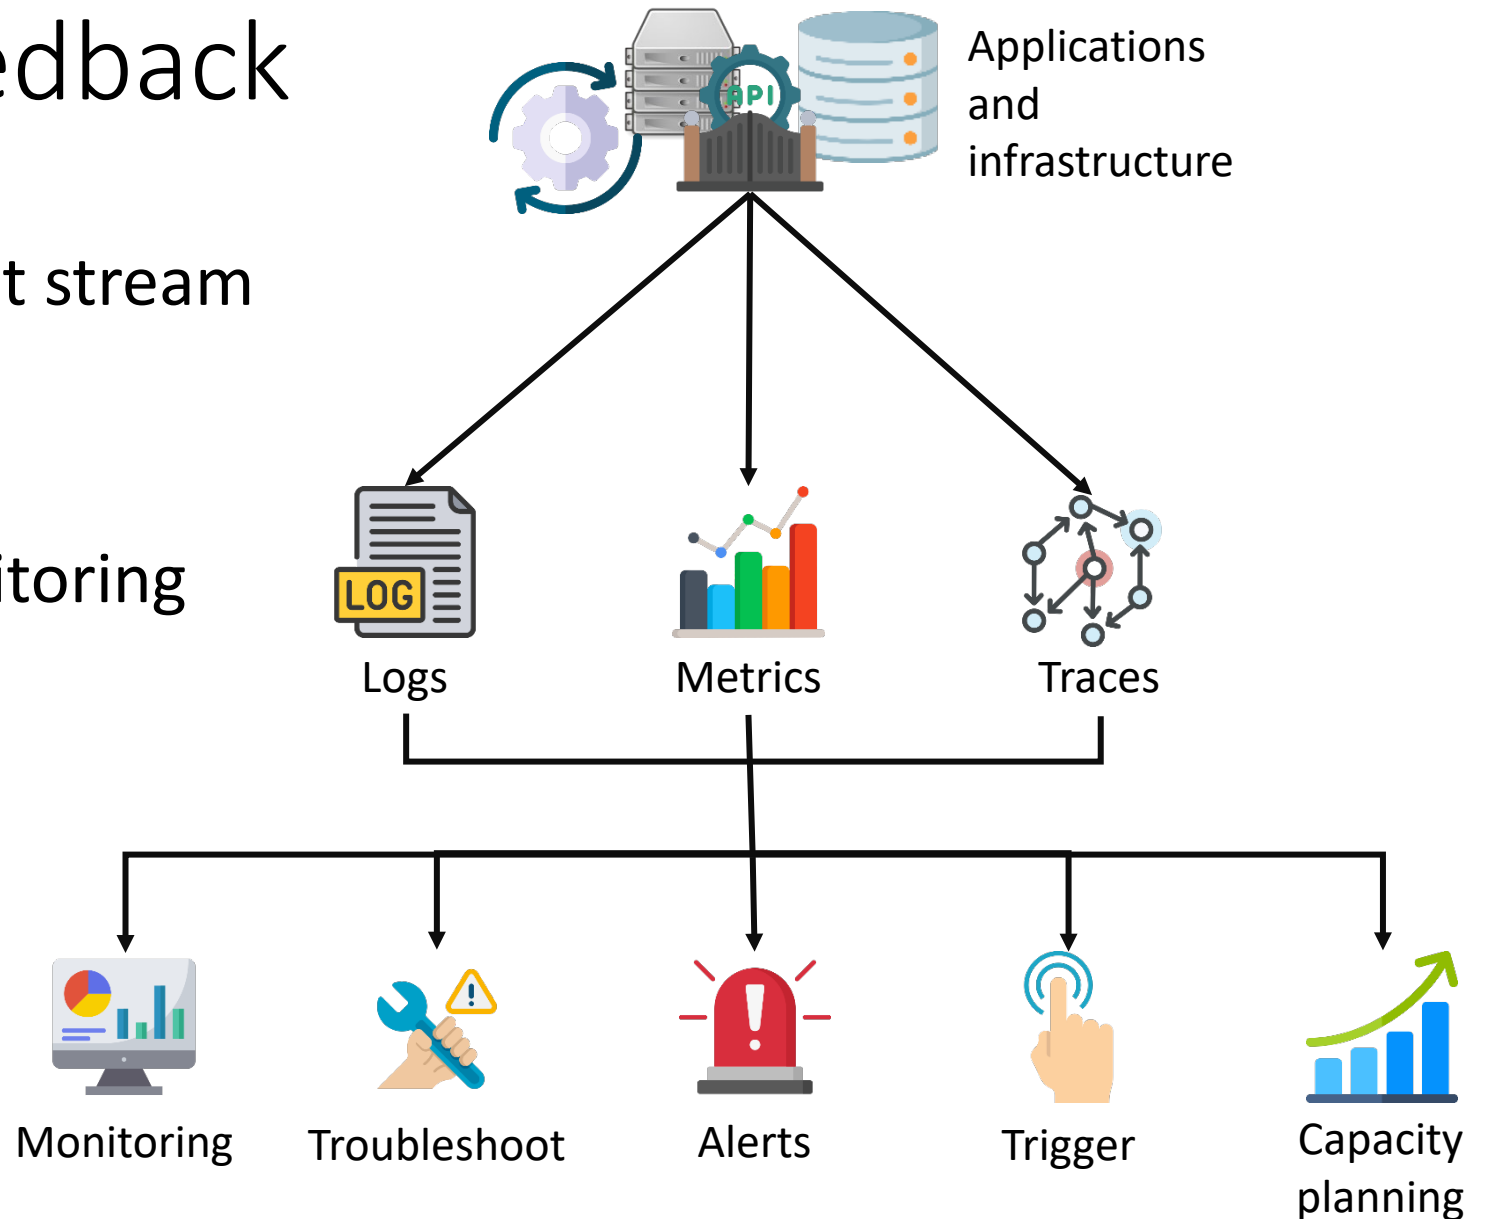 edback
Applications
and
infrastructure
API
t stream
itoring
LOG
Logs
Metrics
Traces
Monitoring
Troubleshoot
Alerts
Trigger
Capacity
planning